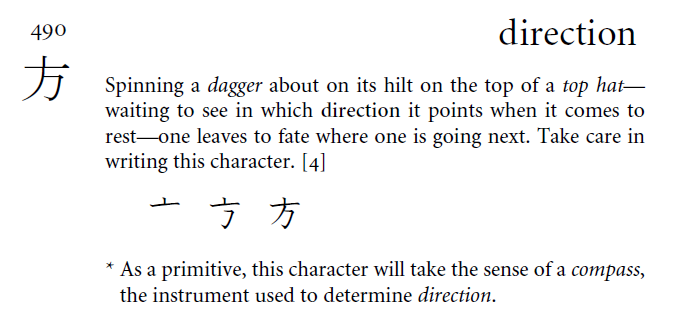 490
direction
方
Spinning a dagger about on its hilt on the top of a top hat—
waiting to see in which direction it points when it comes to
rest—one leaves to fate where one is going next. Take care in
writing this character. [4]
亠 方
* As a primitive, this character will take the sense of a compass,
the instrument used to determine direction.